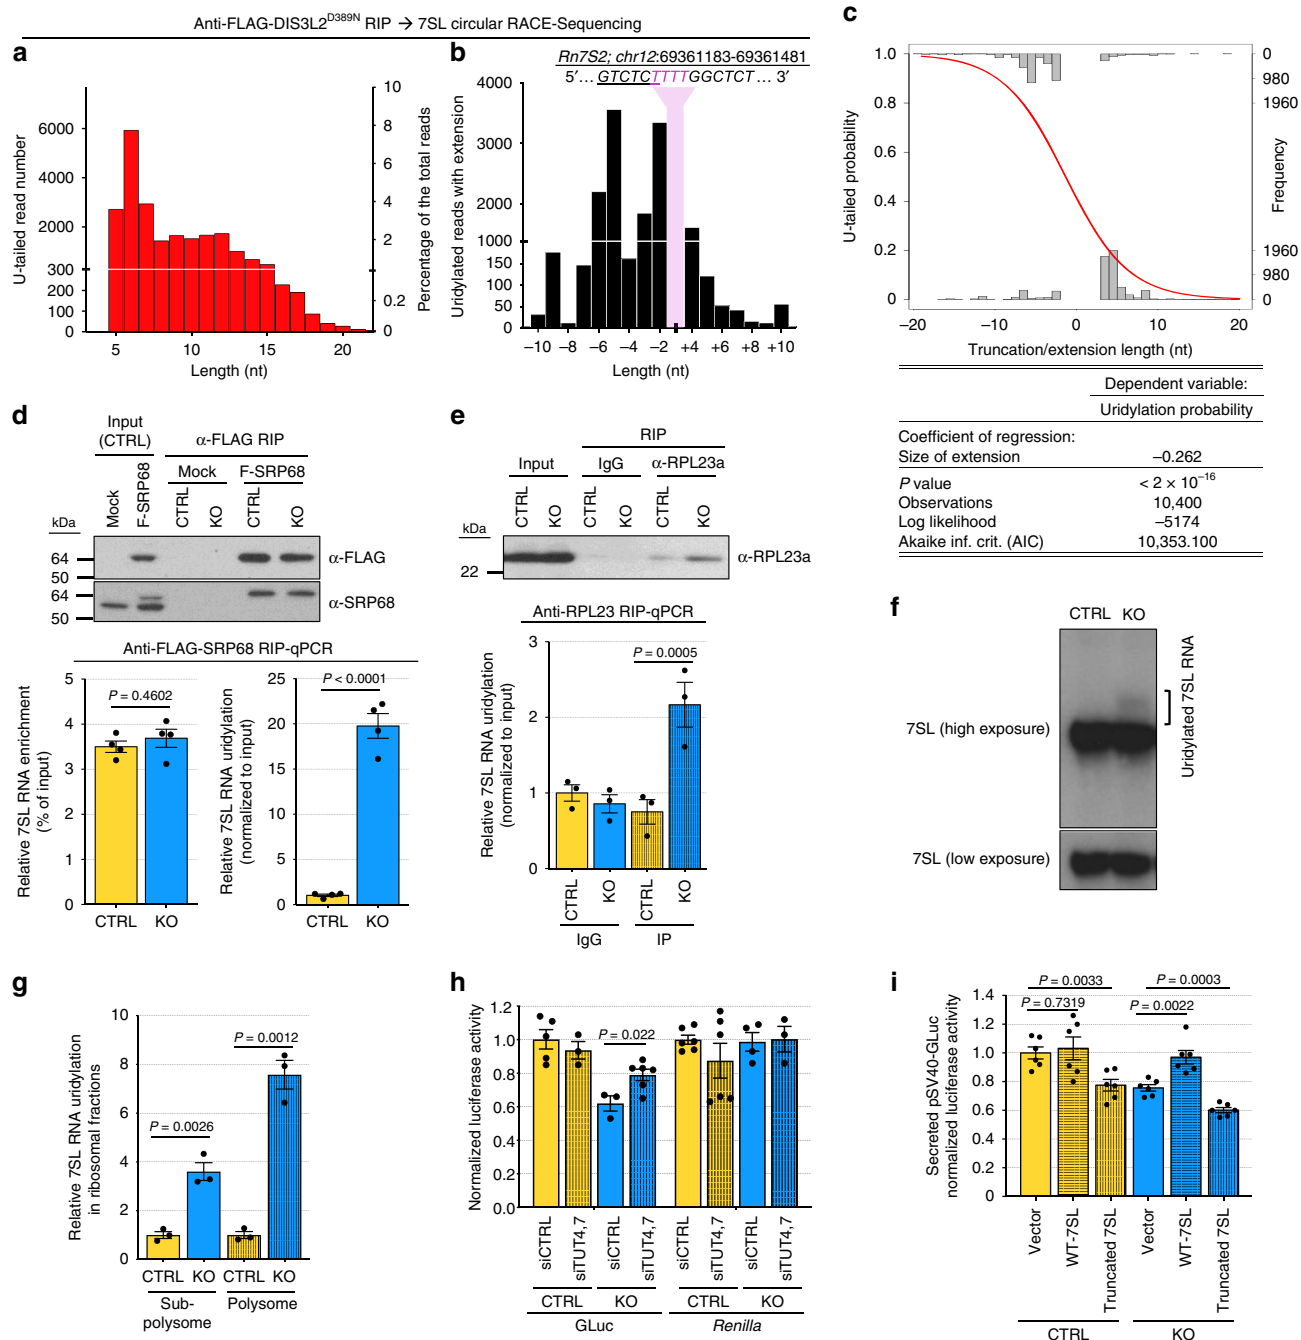 Anti-FLAG-DIS3L2D389N RIP → 7SL circular RACE-Sequencing
a
U-tailed read number
6000
4000
2000
300
200
100
0
10
8
6
4
2
0.2
0
Percentage of the total reads
5 10 15 20
Length (nt)
b
Rn7S2; chr12:69361183-69361481
5′… GTCTCTTTTGGCTCT… 3′
Uridylated reads with extension
4000
3000
2000
1000
150
100
50
0
–10 –8 –6 –4 –2 +4 +6 +8 +10
Length (nt)
c
U-tailed probability
1.0
0.8
0.6
0.4
0.2
0
0
980
1960
Frequency
1960
980
0
–20 –10 0 10 20
Truncation/extension length (nt)
Dependent variable:
Uridylation probability
Coefficient of regression:
Size of extension –0.262
P value < 2 × 10–16
Observations 10,400
Log likelihood –5174
Akaike inf. crit. (AIC) 10,353.100
d
Input (CTRL)
α-FLAG RIP
Mock F-SRP68
Mock
F-SRP68
CTRL KO CTRL KO
kDa
64
50
α-FLAG
64
50
α-SRP68
Anti-FLAG-SRP68 RIP-qPCR
Relative 7SL RNA enrichment (% of input)
5
4
3
2
1
0
P = 0.4602
CTRL KO
Relative 7SL RNA uridylation (normalized to input)
25
20
15
10
5
0
P < 0.0001
CTRL KO
e
RIP
Input
IgG
α-RPL23a
CTRL KO CTRL KO CTRL KO
kDa
22
α-RPL23a
Anti-RPL23 RIP-qPCR
Relative 7SL RNA uridylation (normalized to input)
3
2
1
0
P = 0.0005
CTRL KO CTRL KO
IgG IP
f
CTRL KO
Uridylated 7SL RNA
7SL (high exposure)
7SL (low exposure)
g
Relative 7SL RNA uridylation in ribosomal fractions
10
8
6
4
2
0
P = 0.0026
P = 0.0012
CTRL KO CTRL KO
Sub-polysome
Polysome
h
Normalized luciferase activity
1.2
1.0
0.8
0.6
0.4
0.2
0.0
P = 0.022
siCTRL siTUT4,7 siCTRL siTUT4,7 siCTRL siTUT4,7 siCTRL siTUT4,7
CTRL KO CTRL KO
GLuc Renilla
i
Secreted pSV40-GLuc normalized luciferase activity
1.4
1.2
1.0
0.8
0.6
0.4
0.2
0
P = 0.0033
P = 0.7319
P = 0.0003
P = 0.0022
Vector WT-7SL Truncated 7SL Vector WT-7SL Truncated 7SL
CTRL KO